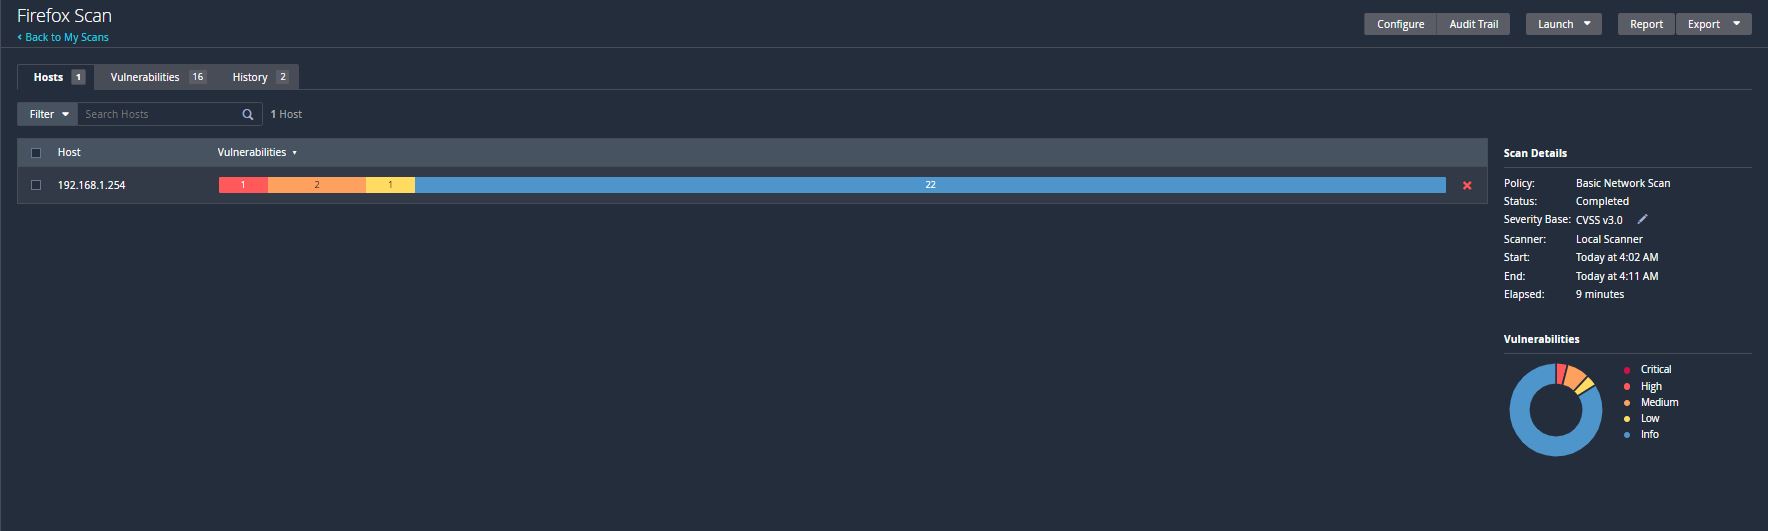 Firefox Scan
‹ Back to My Scans
Configure Audit Trail Launch Report Export
Hosts 1 Vulnerabilities 16 History 2
Filter Search Hosts 1 Host
Host Vulnerabilities
192.168.1.254 1 2 1 22
Scan Details
Policy: Basic Network Scan
Status: Completed
Severity Base: CVSS v3.0
Scanner: Local Scanner
Start: Today at 4:02 AM
End: Today at 4:11 AM
Elapsed: 9 minutes
Vulnerabilities
Critical
High
Medium
Low
Info